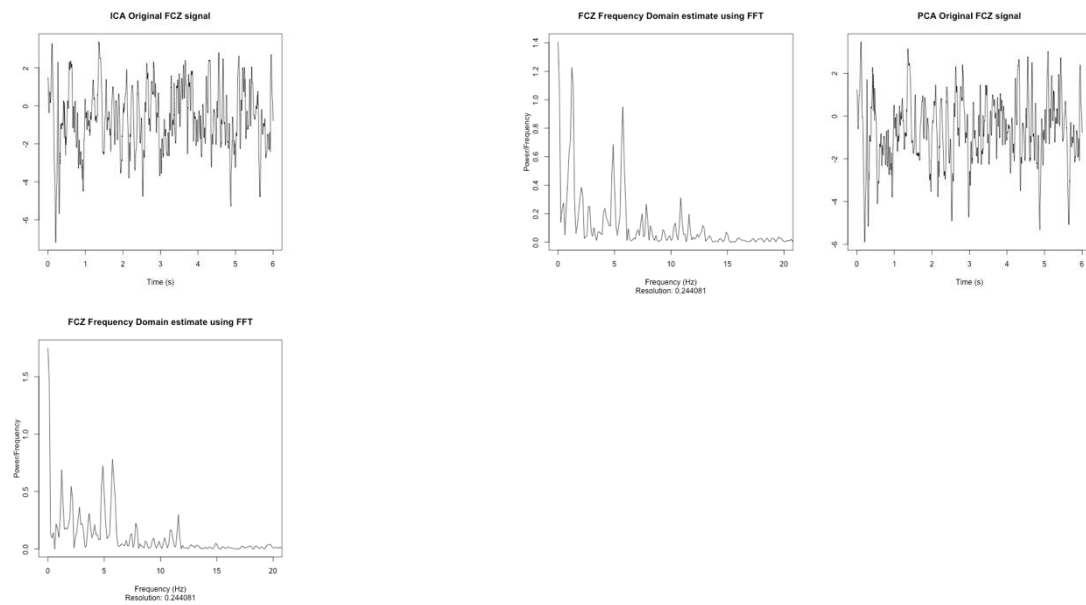 ICA Original FCZ signal
2
0
-2
-4
-6
0 1 2 3 4 5 6
Time (s)
FCZ Frequency Domain estimate using FFT
Power/Frequency
1.4
1.2
1.0
0.8
0.6
0.4
0.2
0.0
0 5 10 15 20
Frequency (Hz)
Resolution: 0.244081
PCA Original FCZ signal
2
0
-2
-4
-6
0 1 2 3 4 5 6
Time (s)
FCZ Frequency Domain estimate using FFT
Power/Frequency
1.5
1.0
0.5
0.0
0 5 10 15 20
Frequency (Hz)
Resolution: 0.244081